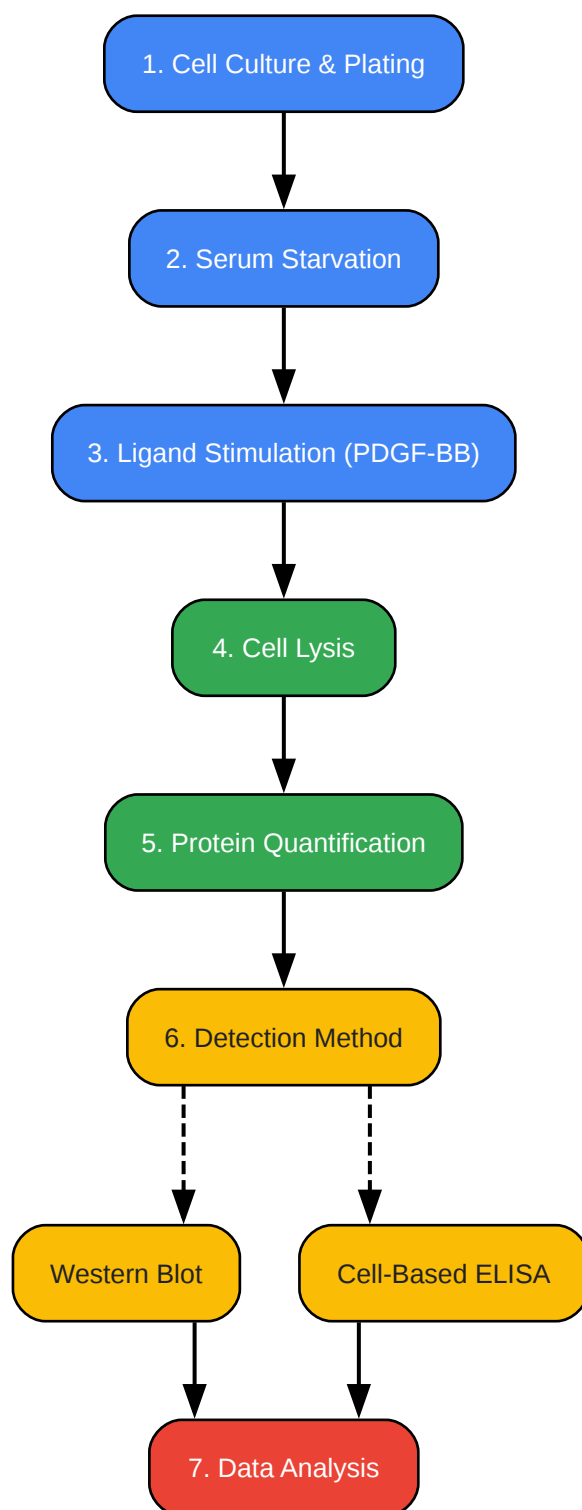 1. Cell Culture & Plating
2. Serum Starvation
3. Ligand Stimulation (PDGF-BB)
4. Cell Lysis
5. Protein Quantification
6. Detection Method
Western Blot
Cell-Based ELISA
7. Data Analysis